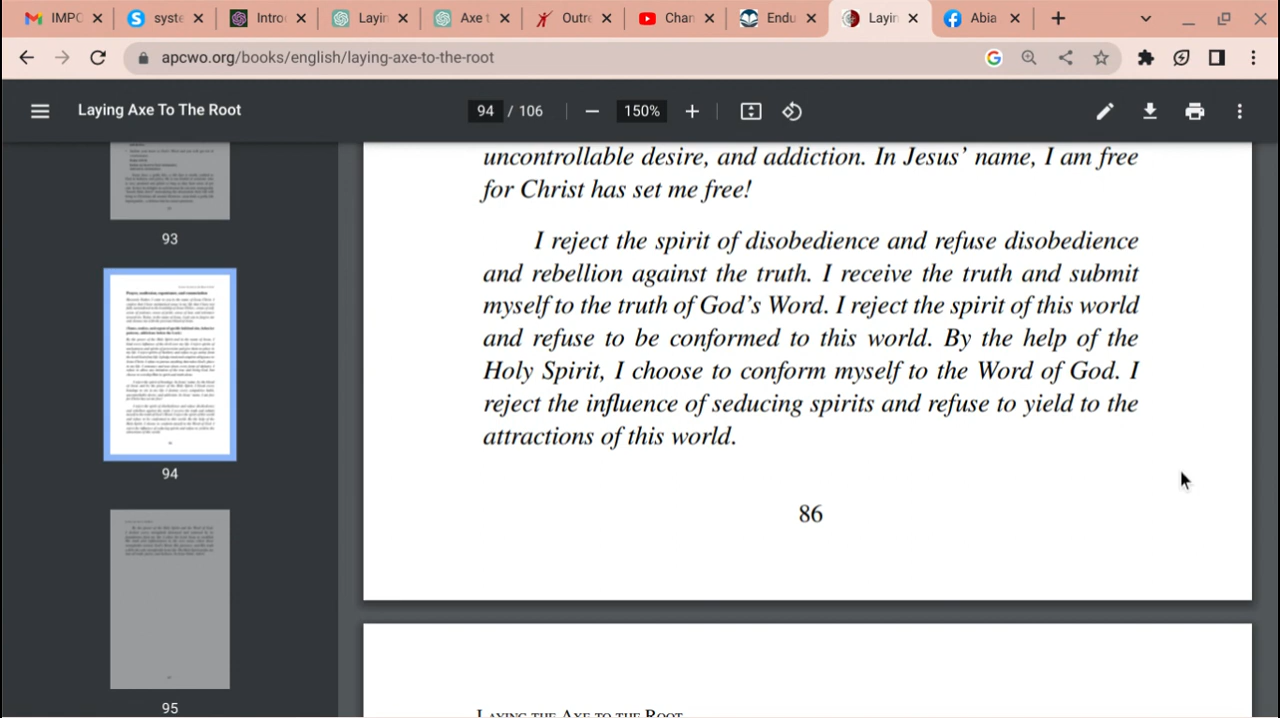 IMPC
syste
Intro
Layin
Axe t
Outre
Chan
Endu
Layin
Abia
apcwo.org/books/english/laying-axe-to-the-root
Laying Axe To The Root
94 / 106
150%
93
94
95
uncontrollable desire, and addiction. In Jesus' name, I am free
for Christ has set me free!
I reject the spirit of disobedience and refuse disobedience
and rebellion against the truth. I receive the truth and submit
myself to the truth of God's Word. I reject the spirit of this world
and refuse to be conformed to this world. By the help of the
Holy Spirit, I choose to conform myself to the Word of God. I
reject the influence of seducing spirits and refuse to yield to the
attractions of this world.
86
LAYING THE AXE TO THE ROOT